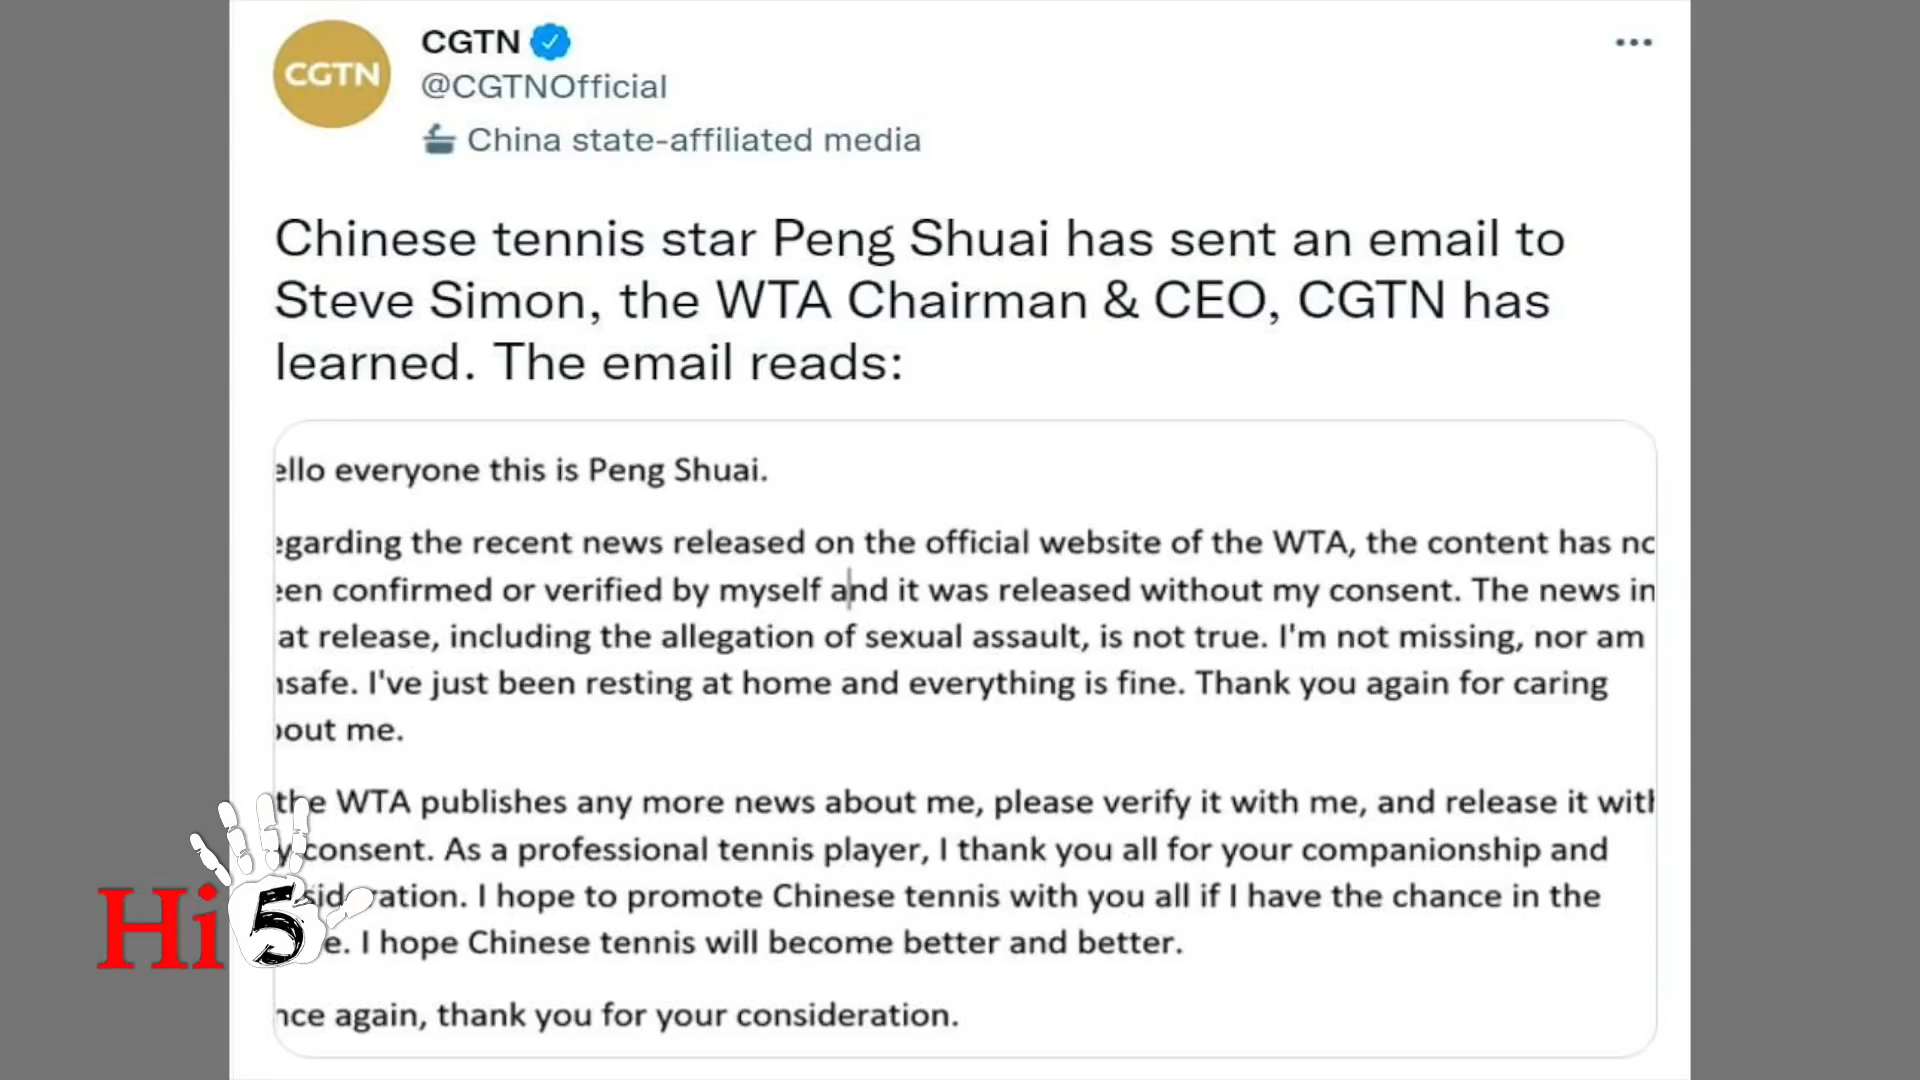 CGTN
CGTN
@CGTNOfficial
China state-affiliated media
Chinese tennis star Peng Shuai has sent an email to
Steve Simon, the WTA Chairman & CEO, CGTN has
learned. The email reads:
ello everyone this is Peng Shuai.
egarding the recent news released on the official website of the WTA, the content has no
een confirmed or verified by myself and it was released without my consent. The news in
at release, including the allegation of sexual assault, is not true. I'm not missing, nor am
nsafe. I've just been resting at home and everything is fine. Thank you again for caring
bout me.
the WTA publishes any more news about me, please verify it with me, and release it with
y consent. As a professional tennis player, I thank you all for your companionship and
sideration. I hope to promote Chinese tennis with you all if I have the chance in the
e. I hope Chinese tennis will become better and better.
nce again, thank you for your consideration.
Hi 5